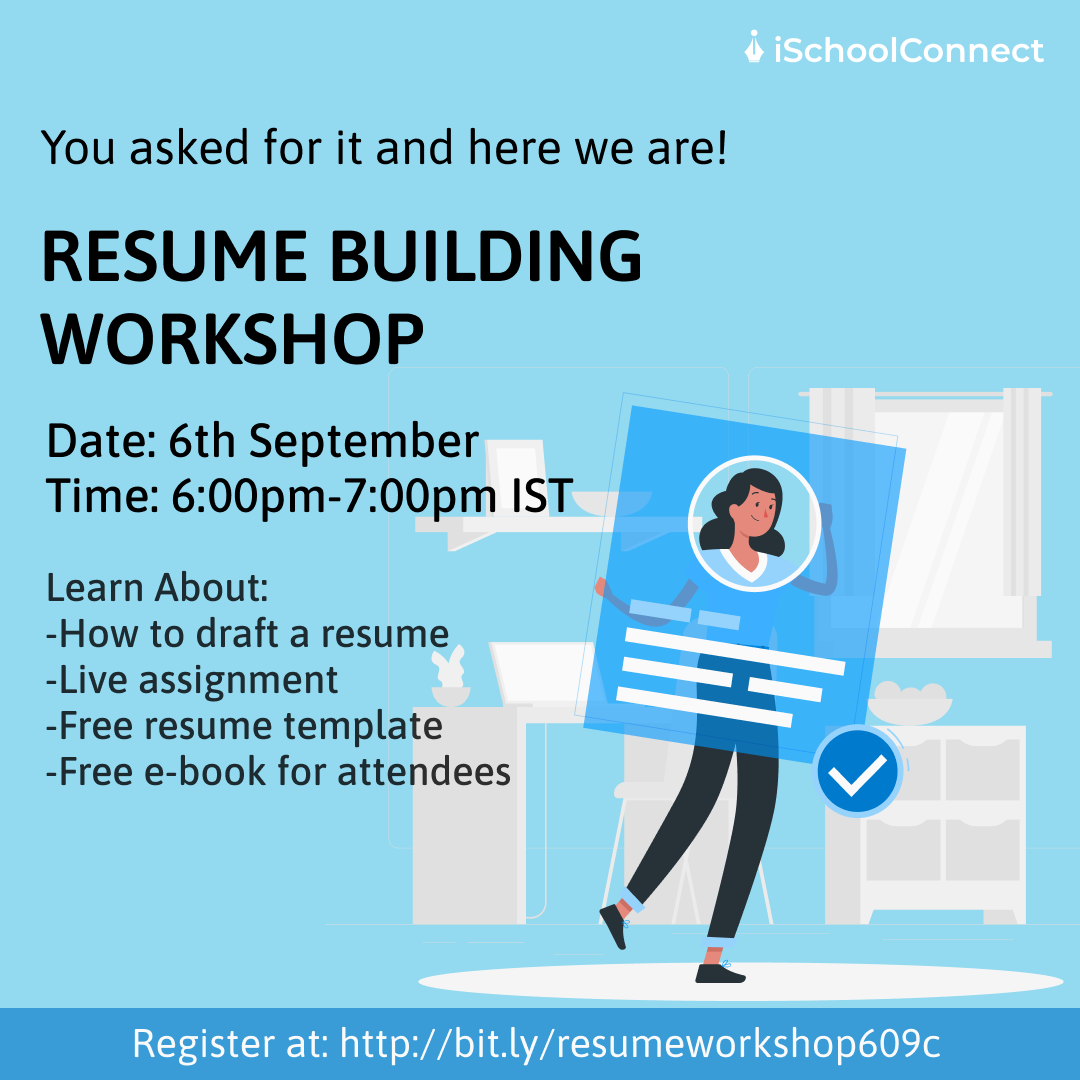 iSchoolConnect
You asked for it and here we are!
RESUME BUILDING
WORKSHOP
Date: 6th September
Time: 6:00pm-7:00pm IST
Learn About:
-How to draft a resume
-Live assignment
-Free resume template
-Free e-book for attendees
Register at: http://bit.ly/resumeworkshop609c